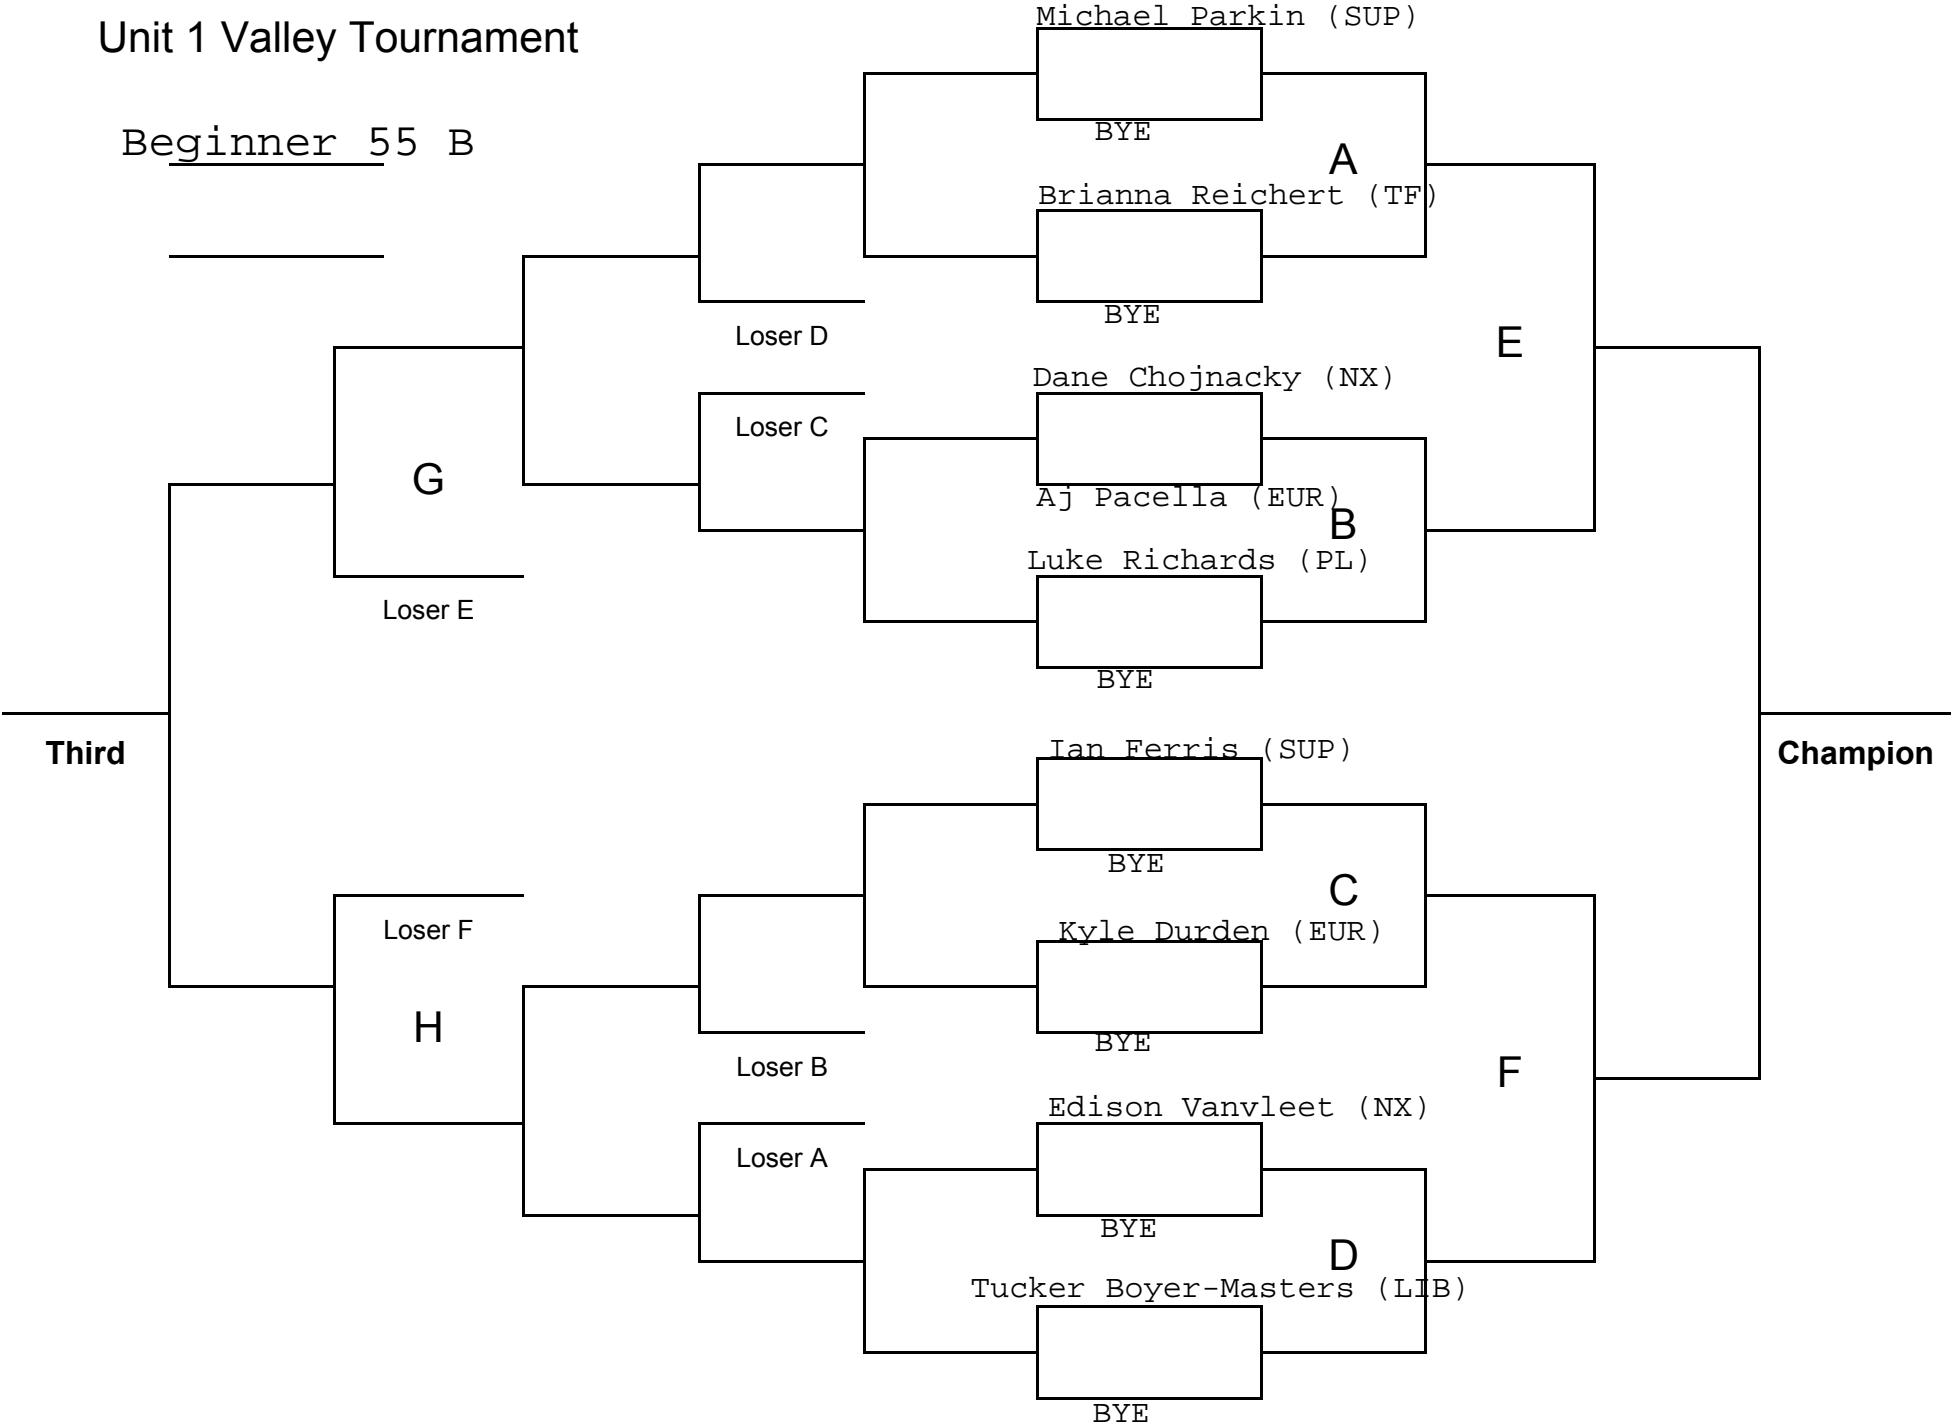 Unit 1 Valley Tournament
Beginner 55 B
Michael Parkin (SUP)
BYE
A
Brianna Reichert (TF)
BYE
Loser D
E
Dane Chojnacky (NX)
Loser C
G
Aj Pacella (EUR)
B
Luke Richards (PL)
Loser E
BYE
Third
Ian Ferris (SUP)
Champion
BYE
C
Loser F
Kyle Durden (EUR)
H
BYE
Loser B
F
Edison Vanvleet (NX)
Loser A
BYE
D
Tucker Boyer-Masters (LIB)
BYE